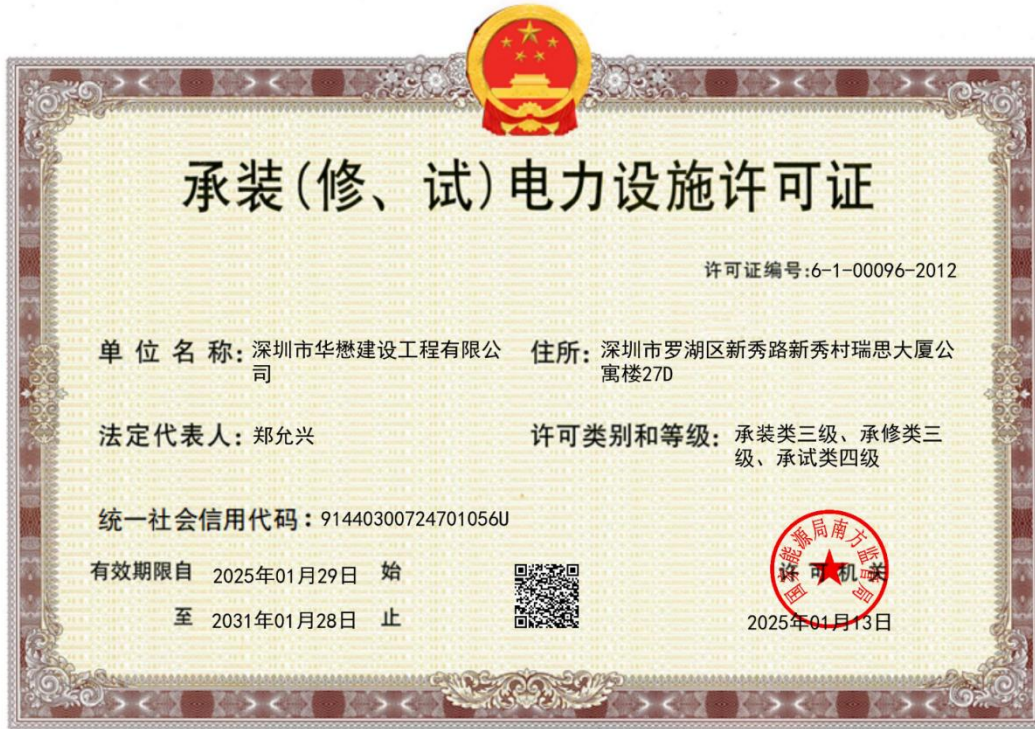 承装(修、试)电力设施许可证
许可证编号:6-1-00096-2012
单位名称:深圳市华懋建设工程有限公
司
住所:深圳市罗湖区新秀路新秀村瑞思大厦公
寓楼27D
法定代表人:郑允兴
许可类别和等级:承装类三级、承修类三
级、承试类四级
统一社会信用代码:91440300724701056U
有效期限自 2025年01月29日 始
至 2031年01月28日 止
国家能源局南方监管局
许可机关
2025年01月13日